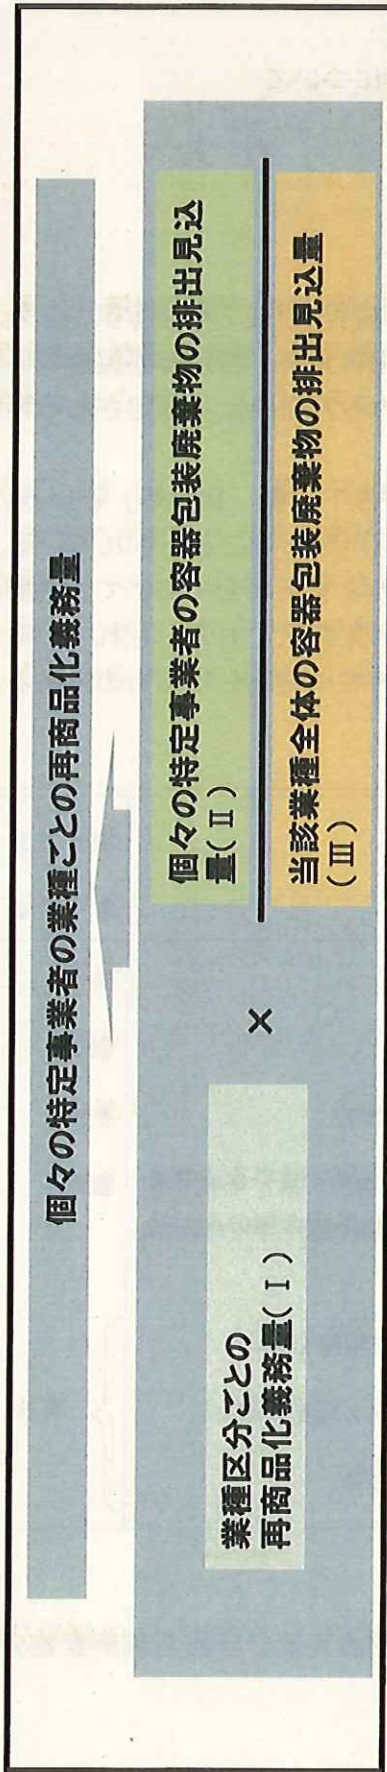 個々の特定事業者の業種ごとの再商品化義務量
業種区分ごとの
再商品化義務量(Ⅰ)
×
個々の特定事業者の容器包装廃棄物の排出見込
量(Ⅱ)
当該業種全体の容器包装廃棄物の排出見込量
(Ⅲ)